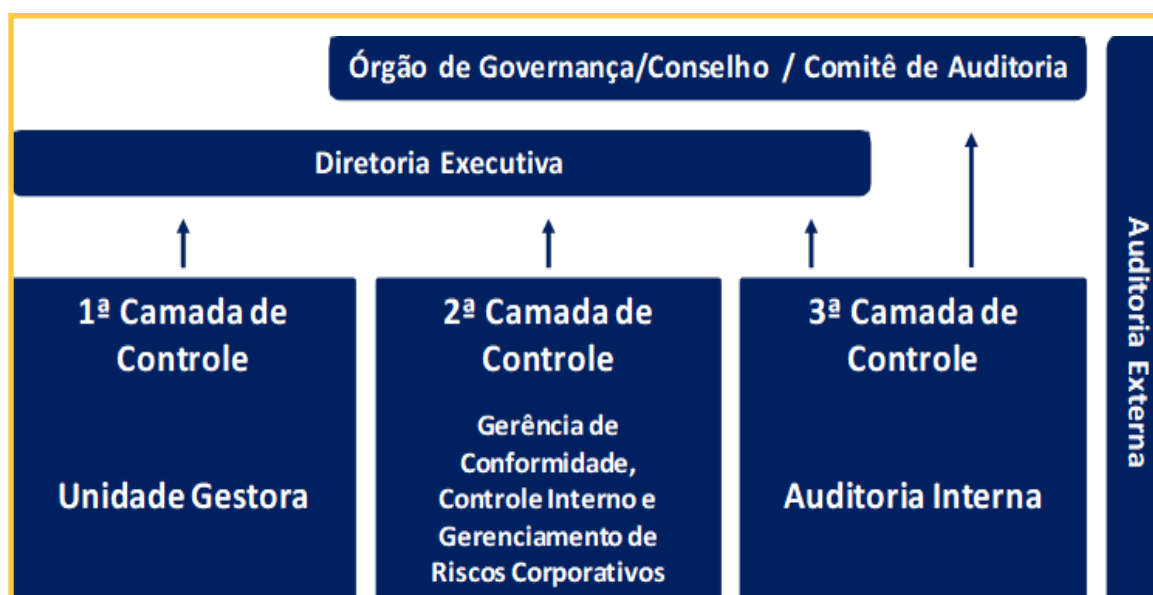 Órgão de Governança/Conselho / Comitê de Auditoria
Diretoria Executiva
1ª Camada de
Controle
Unidade Gestora
2ª Camada de
Controle
Gerência de
Conformidade,
Controle Interno e
Gerenciamento de
Riscos Corporativos
3ª Camada de
Controle
Auditoria Interna
Auditoria Externa